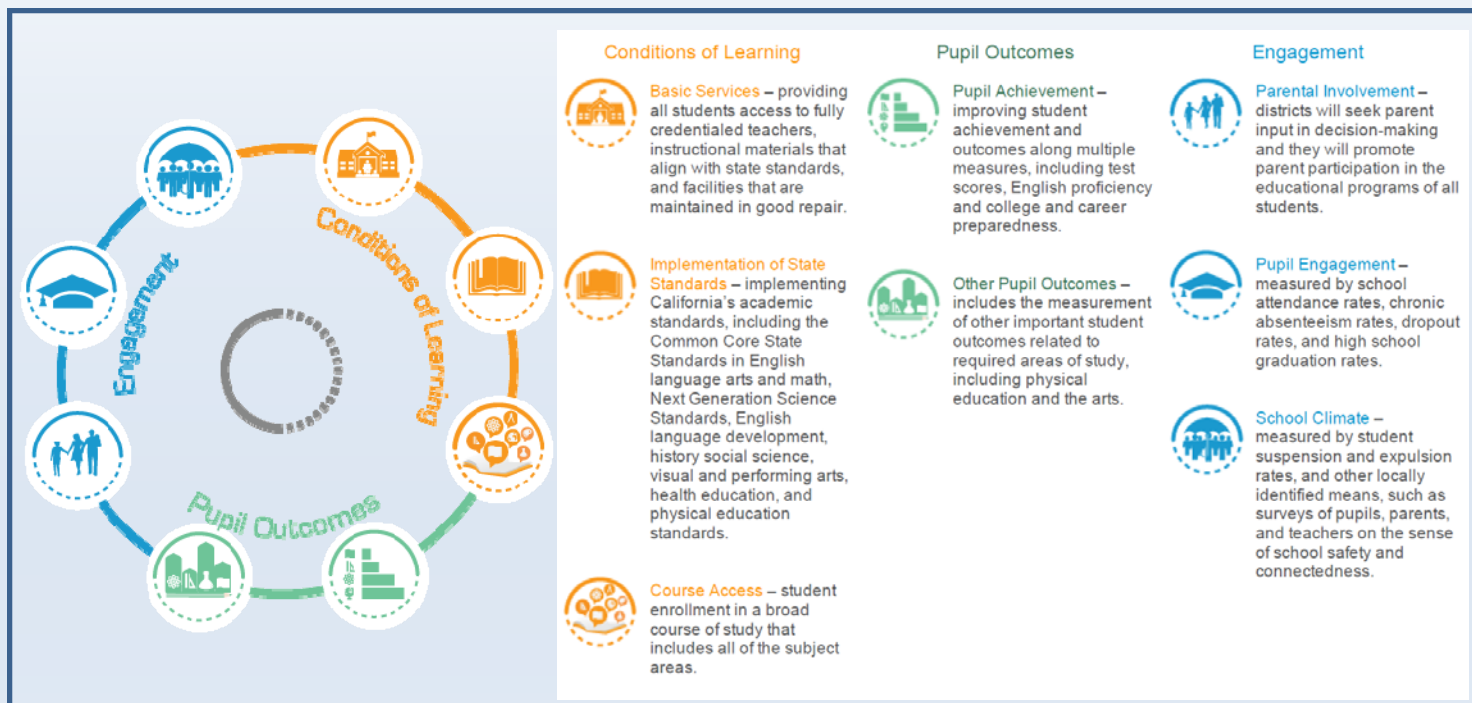 Engagement
Conditions of Learning
Pupil Outcomes
Conditions of Learning
Basic Services – providing
all students access to fully
credentialed teachers,
instructional materials that
align with state standards,
and facilities that are
maintained in good repair.
Implementation of State
Standards – implementing
California’s academic
standards, including the
Common Core State
Standards in English
language arts and math,
Next Generation Science
Standards, English
language development,
history social science,
visual and performing arts,
health education, and
physical education
standards.
Course Access – student
enrollment in a broad
course of study that
includes all of the subject
areas.
Pupil Outcomes
Pupil Achievement –
improving student
achievement and
outcomes along multiple
measures, including test
scores, English proficiency
and college and career
preparedness.
Other Pupil Outcomes –
includes the measurement
of other important student
outcomes related to
required areas of study,
including physical
education and the arts.
Engagement
Parental Involvement –
districts will seek parent
input in decision-making
and they will promote
parent participation in the
educational programs of all
students.
Pupil Engagement –
measured by school
attendance rates, chronic
absenteeism rates, dropout
rates, and high school
graduation rates.
School Climate –
measured by student
suspension and expulsion
rates, and other locally
identified means, such as
surveys of pupils, parents,
and teachers on the sense
of school safety and
connectedness.